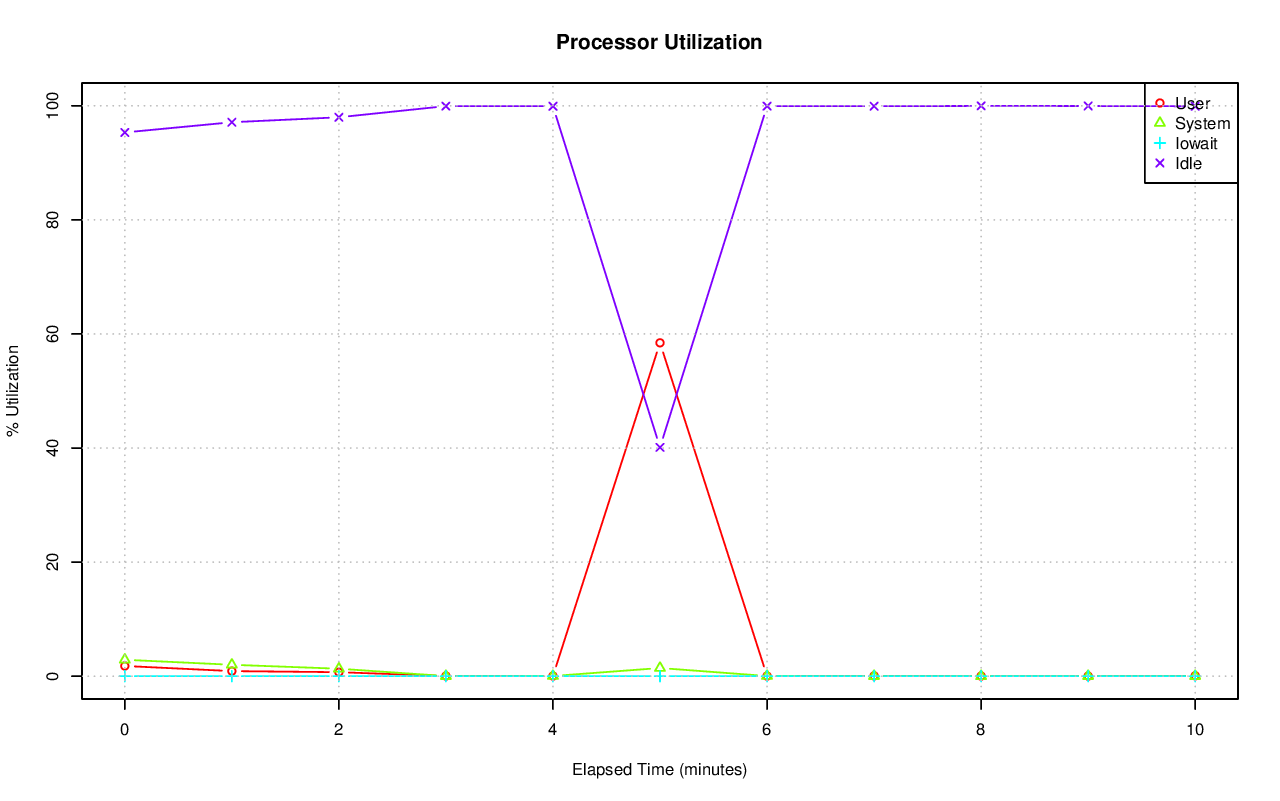 Processor Utilization
% Utilization
100
80
60
40
20
0
User
System
Iowait
Idle
0 2 4 6 8 10
Elapsed Time (minutes)